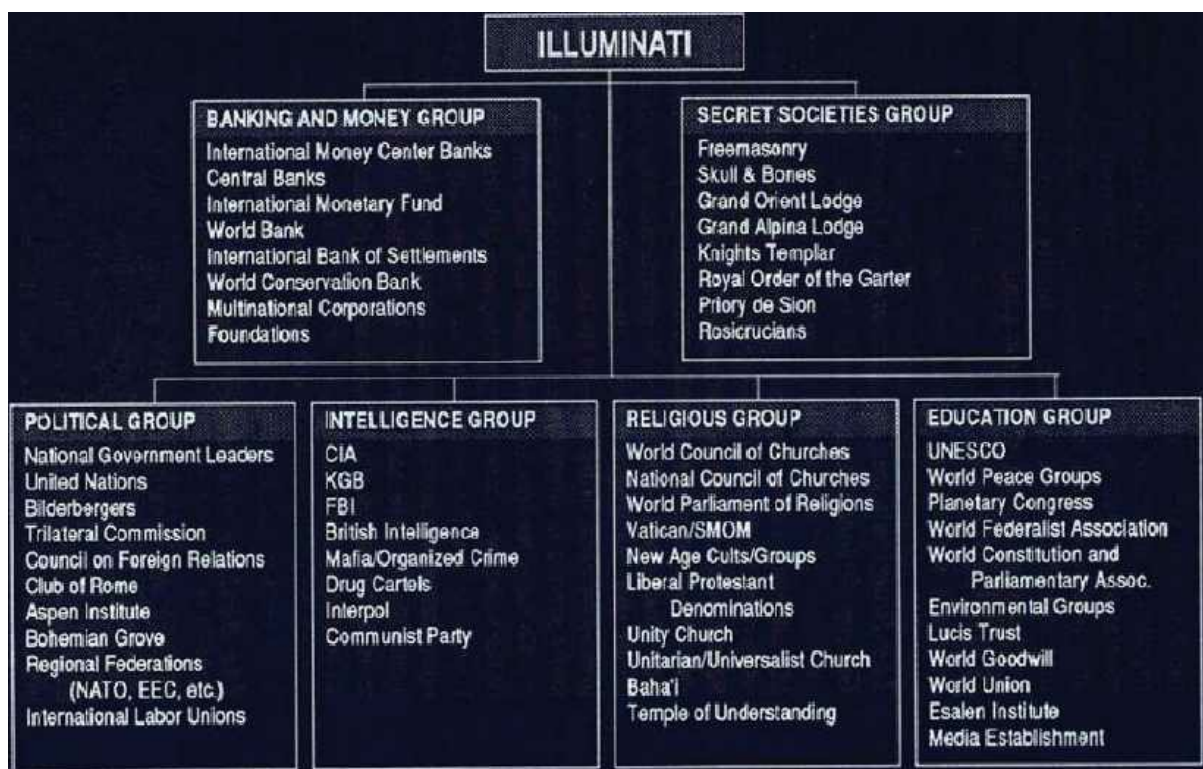 ILLUMINATI
BANKING AND MONEY GROUP
International Money Center Banks
Central Banks
International Monetary Fund
World Bank
International Bank of Settlements
World Conservation Bank
Multinational Corporations
Foundations
SECRET SOCIETIES GROUP
Freemasonry
Skull & Bones
Grand Orient Lodge
Grand Alpina Lodge
Knights Templar
Royal Order of the Garter
Priory de Sion
Rosicrucians
POLITICAL GROUP
National Government Leaders
United Nations
Bilderbergers
Trilateral Commission
Council on Foreign Relations
Club of Rome
Aspen Institute
Bohemian Grove
Regional Federations
(NATO, EEC, etc.)
International Labor Unions
INTELLIGENCE GROUP
CIA
KGB
FBI
British Intelligence
Mafia/Organized Crime
Drug Cartels
Interpol
Communist Party
RELIGIOUS GROUP
World Council of Churches
National Council of Churches
World Parliament of Religions
Vatican/SMOM
New Age Cults/Groups
Liberal Protestant
Denominations
Unity Church
Unitarian/Universalist Church
Baha'i
Temple of Understanding
EDUCATION GROUP
UNESCO
World Peace Groups
Planetary Congress
World Federalist Association
World Constitution and
Parliamentary Assoc.
Environmental Groups
Lucis Trust
World Goodwill
World Union
Esalen Institute
Media Establishment